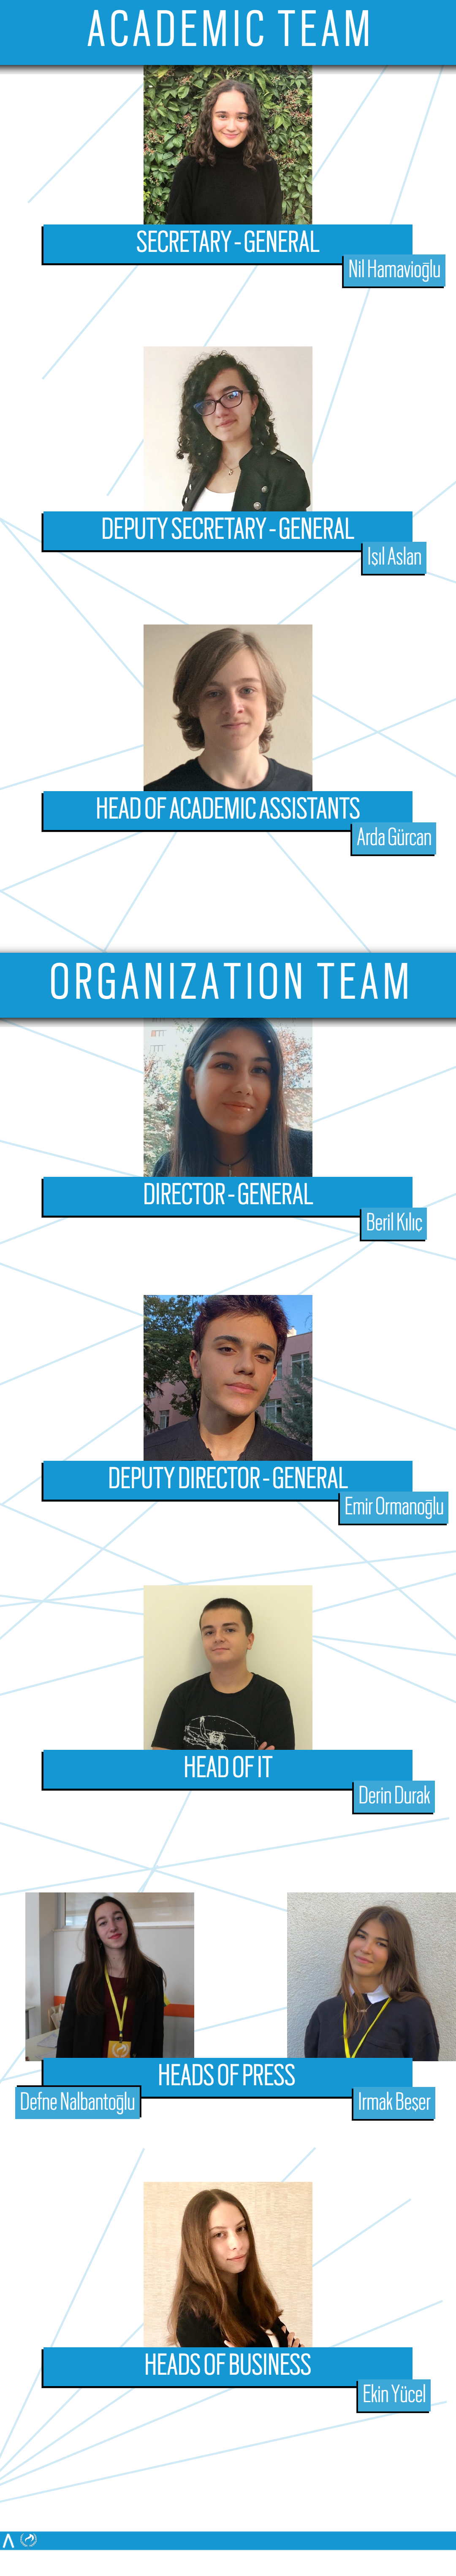 ACADEMIC TEAM
SECRETARY - GENERAL
Nil Hamavioğlu
DEPUTY SECRETARY - GENERAL
Işıl Aslan
HEAD OF ACADEMIC ASSISTANTS
Arda Gürcan
ORGANIZATION TEAM
DIRECTOR - GENERAL
Beril Kılıç
DEPUTY DIRECTOR - GENERAL
Emir Ormanoğlu
HEAD OF IT
Derin Durak
HEADS OF PRESS
Defne Nalbantoğlu
Irmak Beşer
HEADS OF BUSINESS
Ekin Yücel